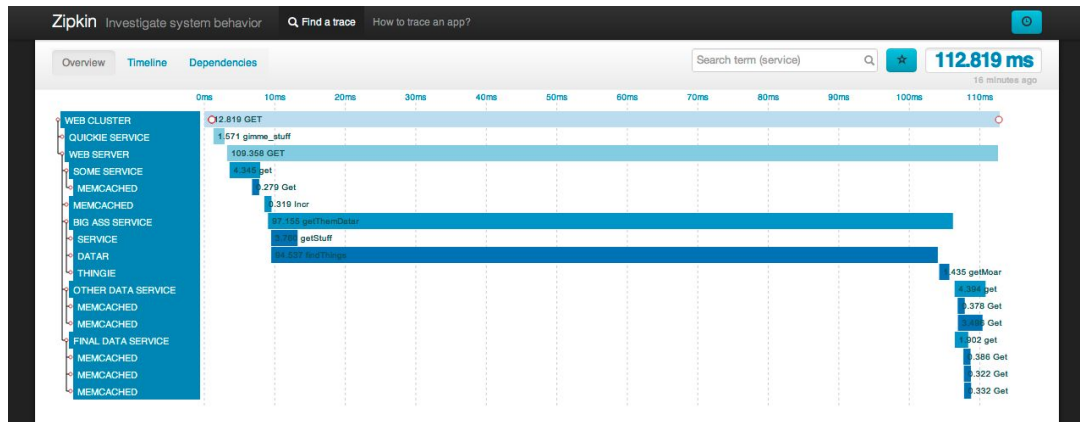 Zipkin Investigate system behavior Find a trace How to trace an app?
Overview Timeline Dependencies Search term (service) 112.819 ms
16 minutes ago
0ms 10ms 20ms 30ms 40ms 50ms 60ms 70ms 80ms 90ms 100ms 110ms
WEB CLUSTER 12.819 GET
QUICKIE SERVICE 1.571 gimme_stuff
WEB SERVER 109.358 GET
SOME SERVICE 4.345 get
MEMCACHED 0.279 Get
MEMCACHED 0.319 Incr
BIG ASS SERVICE 97.155 getThemDatar
SERVICE getStuff
DATAR 94.537 findThings
THINGIE .435 getMoar
OTHER DATA SERVICE 4.394 get
MEMCACHED 0.378 Get
MEMCACHED Get
FINAL DATA SERVICE 1.902 get
MEMCACHED 0.386 Get
MEMCACHED 0.322 Get
MEMCACHED 0.332 Get